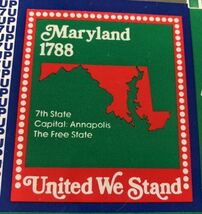 Maryland
1788
7th State
Capital: Annapolis
The Free State
United We Stand